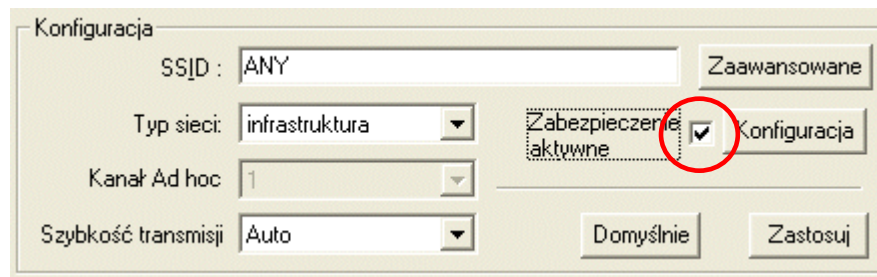 Konfiguracja
SSID : ANY Zaawansowane
Typ sieci: infrastruktura Zabezpieczenie aktywne Konfiguracja
Kanał Ad hoc 1
Szybkość transmisji Auto Domyślnie Zastosuj